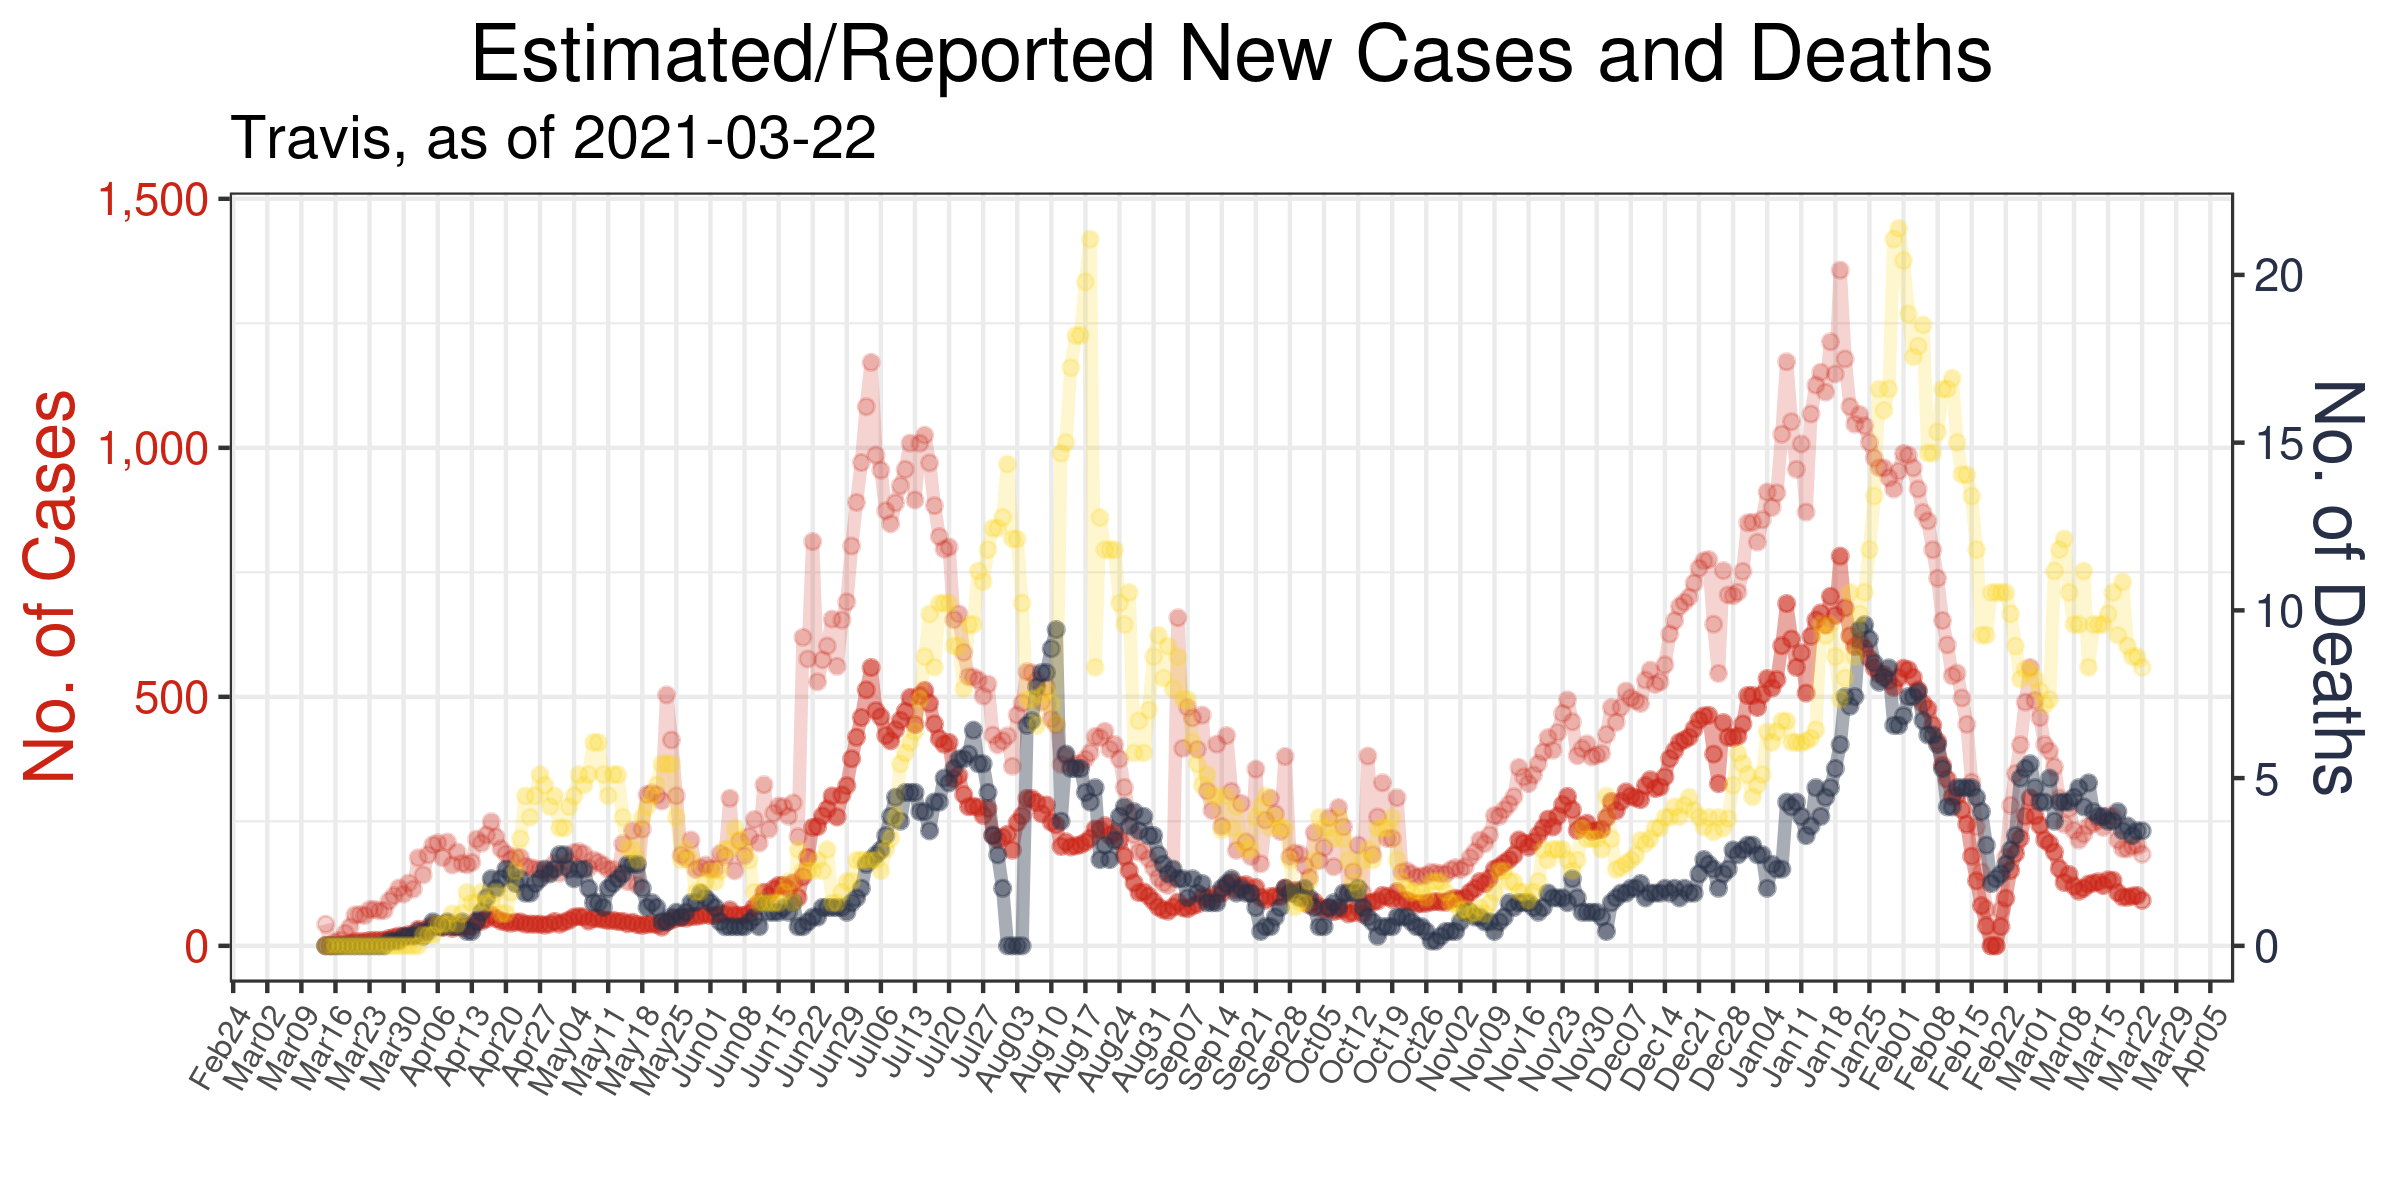 Estimated/Reported New Cases and Deaths
Travis, as of 2021-03-22
No. of Cases
1,500
1,000
500
0
No. of Deaths
20
15
10
5
0
Feb24
Mar02
Mar09
Mar16
Mar23
Mar30
Apr06
Apr13
Apr20
Apr27
May04
May11
May18
May25
Jun01
Jun08
Jun15
Jun22
Jun29
Jul06
Jul13
Jul20
Jul27
Aug03
Aug10
Aug17
Aug24
Aug31
Sep07
Sep14
Sep21
Sep28
Oct05
Oct12
Oct19
Oct26
Nov02
Nov09
Nov16
Nov23
Nov30
Dec07
Dec14
Dec21
Dec28
Jan04
Jan11
Jan18
Jan25
Feb01
Feb08
Feb15
Feb22
Mar01
Mar08
Mar15
Mar22
Mar29
Apr05